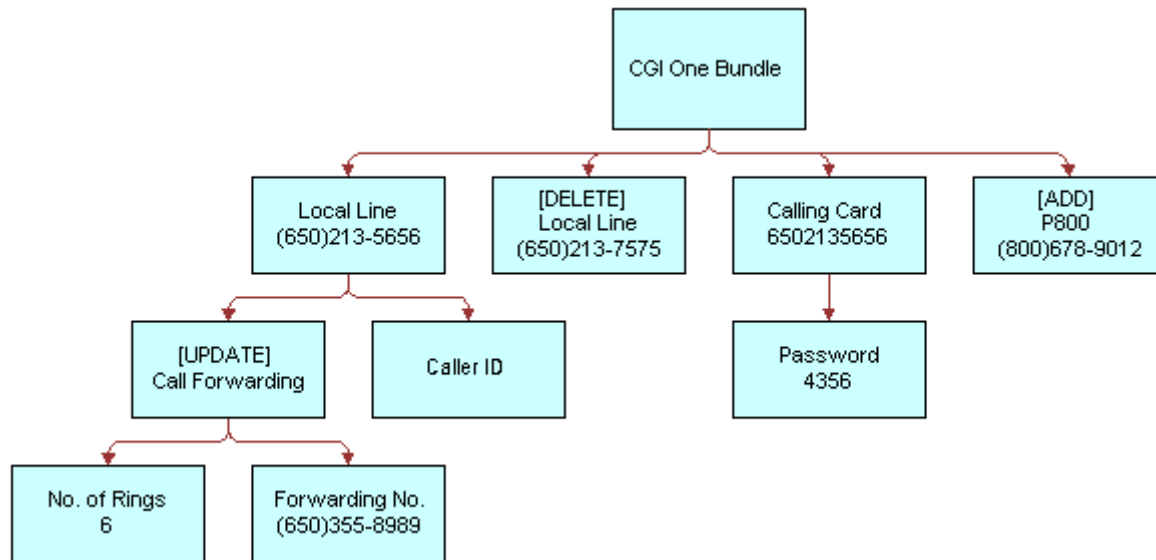 CGI One Bundle
Local Line
(650)213-5656
[DELETE]
Local Line
(650)213-7575
Calling Card
6502135656
[ADD]
P800
(800)678-9012
[UPDATE]
Call Forwarding
Caller ID
Password
4356
No. of Rings
6
Forwarding No.
(650)355-8989